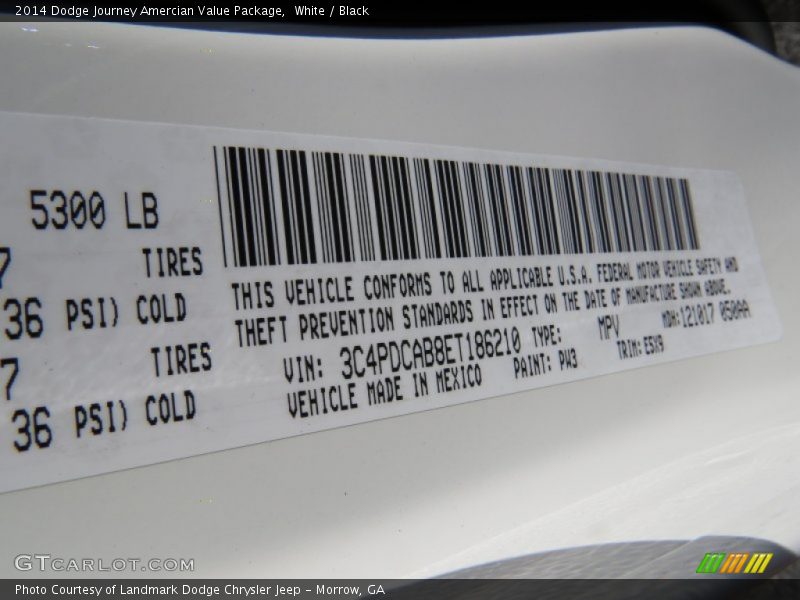 2014 Dodge Journey Amercian Value Package,  White / Black
5300 LB
7 TIRES
36 PSI) COLD
7 TIRES
36 PSI) COLD
THIS VEHICLE CONFORMS TO ALL APPLICABLE U.S.A. FEDERAL MOTOR VEHICLE SAFETY AND
THEFT PREVENTION STANDARDS IN EFFECT ON THE DATE OF MANUFACTURE SHOWN ABOVE.
VIN: 3C4PDCAB8ET186210 TYPE: MPV MDH:121017 050AA
VEHICLE MADE IN MEXICO PAINT: PW3 TRIM:E5X9
GTCARLOT.COM
Photo Courtesy of Landmark Dodge Chrysler Jeep – Morrow, GA